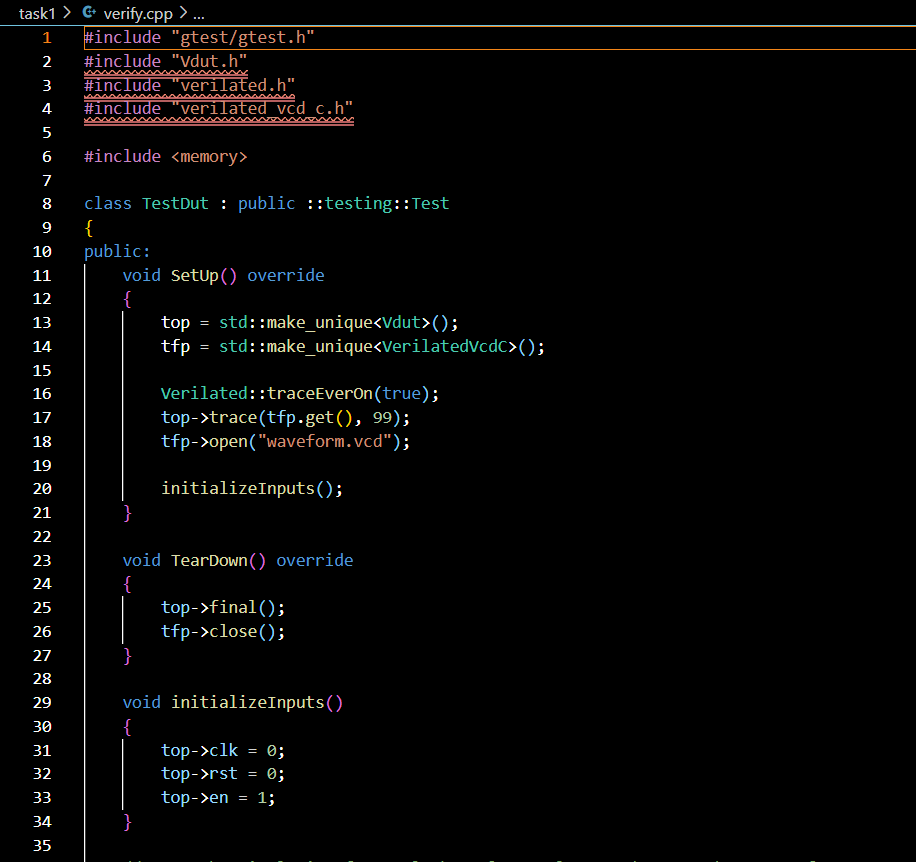 task1 > verify.cpp > ...
1 #include "gtest/gtest.h"
2 #include "Vdut.h"
3 #include "verilated.h"
4 #include "verilated_vcd_c.h"
5
6 #include <memory>
7
8 class TestDut : public ::testing::Test
9 {
10 public:
11     void SetUp() override
12     {
13         top = std::make_unique<Vdut>();
14         tfp = std::make_unique<VerilatedVcdC>();
15
16         Verilated::traceEverOn(true);
17         top->trace(tfp.get(), 99);
18         tfp->open("waveform.vcd");
19
20         initializeInputs();
21     }
22
23     void TearDown() override
24     {
25         top->final();
26         tfp->close();
27     }
28
29     void initializeInputs()
30     {
31         top->clk = 0;
32         top->rst = 0;
33         top->en = 1;
34     }
35